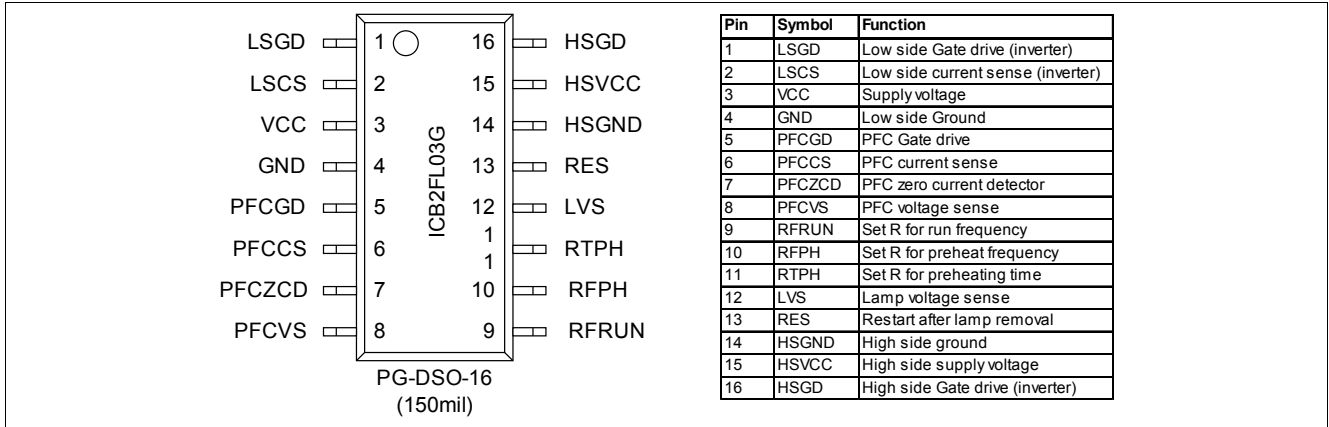 LSGD 1 16 HSGD
LSCS 2 15 HSVCC
VCC 3 14 HSGND
GND 4 13 RES
PFCGD 5 12 LVS
PFCCS 6 1 1 RTPH
PFCZCD 7 10 RFPH
PFCVS 8 9 RFRUN
ICB2FL03G
PG-DSO-16
(150mil)
Pin Symbol Function
1 LSGD Low side Gate drive (inverter)
2 LSCS Low side current sense (inverter)
3 VCC Supply voltage
4 GND Low side Ground
5 PFCGD PFC Gate drive
6 PFCCS PFC current sense
7 PFCZCD PFC zero current detector
8 PFCVS PFC voltage sense
9 RFRUN Set R for run frequency
10 RFPH Set R for preheat frequency
11 RTPH Set R for preheating time
12 LVS Lamp voltage sense
13 RES Restart after lamp removal
14 HSGND High side ground
15 HSVCC High side supply voltage
16 HSGD High side Gate drive (inverter)